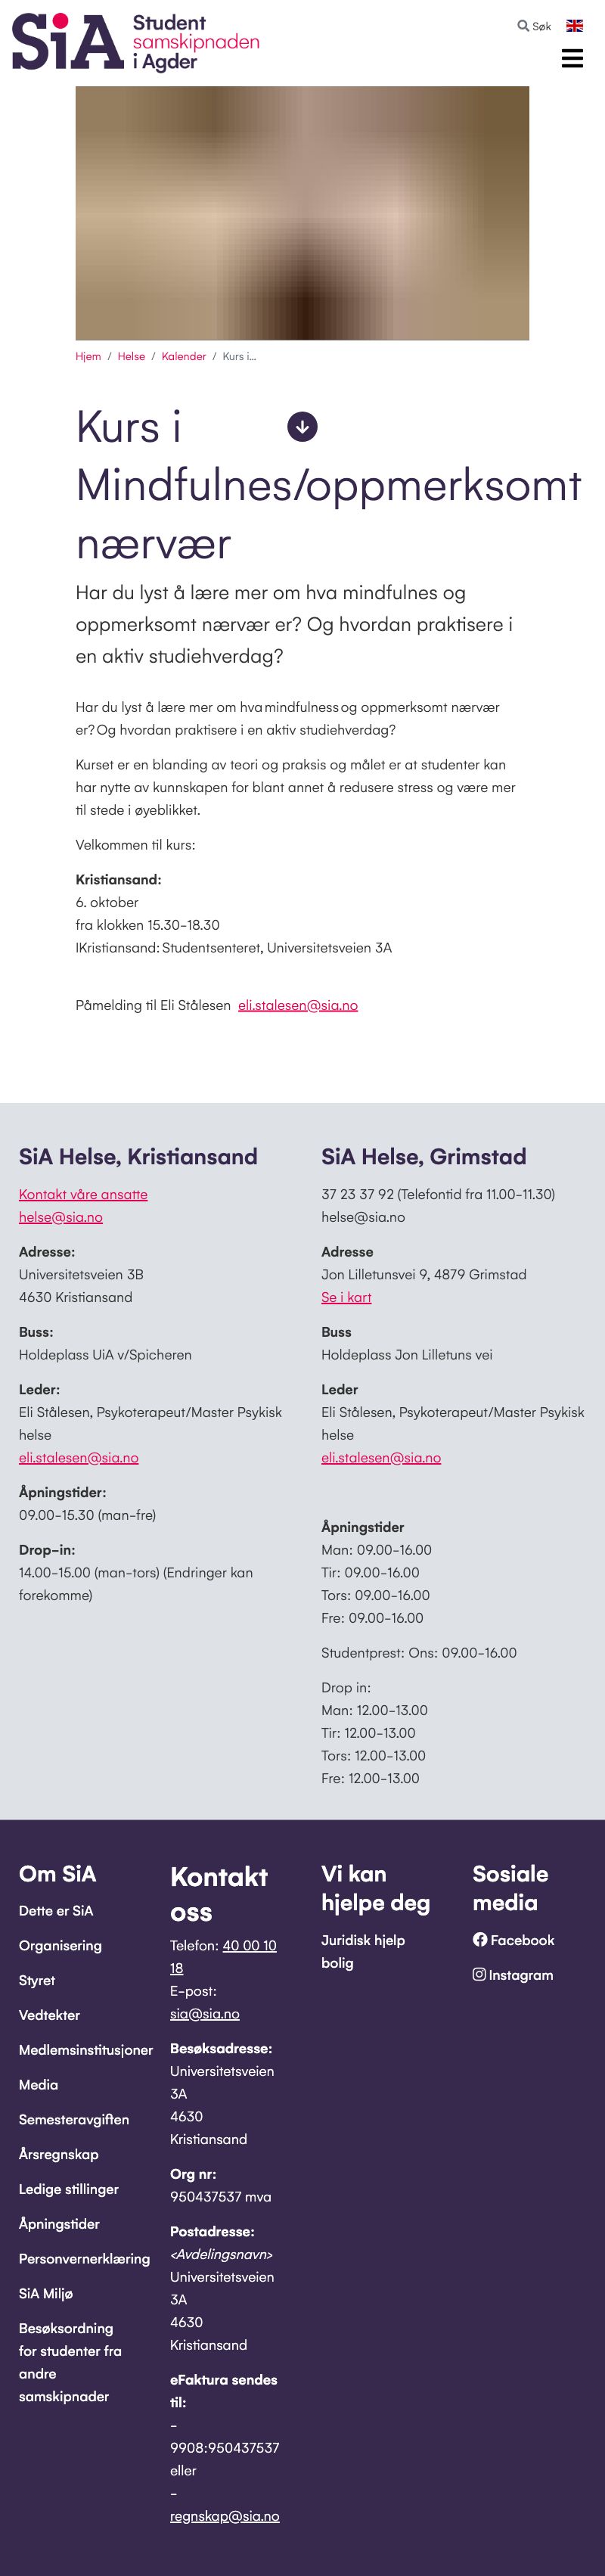 SiA Student
samskipnaden
i Agder
Søk
Hjem / Helse / Kalender / Kurs i...
Kurs i
Mindfulnes/oppmerksomt
nærvær
Har du lyst å lære mer om hva mindfulnes og
oppmerksomt nærvær er? Og hvordan praktisere i
en aktiv studiehverdag?
Har du lyst å lære mer om hva mindfulness og oppmerksomt nærvær
er? Og hvordan praktisere i en aktiv studiehverdag?
Kurset er en blanding av teori og praksis og målet er at studenter kan
har nytte av kunnskapen for blant annet å redusere stress og være mer
til stede i øyeblikket.
Velkommen til kurs:
Kristiansand:
6. oktober
fra klokken 15.30-18.30
IKristiansand: Studentsenteret, Universitetsveien 3A
Påmelding til Eli Stålesen eli.stalesen@sia.no
SiA Helse, Kristiansand
Kontakt våre ansatte
helse@sia.no
Adresse:
Universitetsveien 3B
4630 Kristiansand
Buss:
Holdeplass UiA v/Spicheren
Leder:
Eli Stålesen, Psykoterapeut/Master Psykisk
helse
eli.stalesen@sia.no
Åpningstider:
09.00-15.30 (man-fre)
Drop-in:
14.00-15.00 (man-tors) (Endringer kan
forekomme)
SiA Helse, Grimstad
37 23 37 92 (Telefontid fra 11.00-11.30)
helse@sia.no
Adresse
Jon Lilletunsvei 9, 4879 Grimstad
Se i kart
Buss
Holdeplass Jon Lilletuns vei
Leder
Eli Stålesen, Psykoterapeut/Master Psykisk
helse
eli.stalesen@sia.no
Åpningstider
Man: 09.00-16.00
Tir: 09.00-16.00
Tors: 09.00-16.00
Fre: 09.00-16.00
Studentprest: Ons: 09.00-16.00
Drop in:
Man: 12.00-13.00
Tir: 12.00-13.00
Tors: 12.00-13.00
Fre: 12.00-13.00
Om SiA
Dette er SiA
Organisering
Styret
Vedtekter
Medlemsinstitusjoner
Media
Semesteravgiften
Årsregnskap
Ledige stillinger
Åpningstider
Personvernerklæring
SiA Miljø
Besøksordning
for studenter fra
andre
samskipnader
Kontakt
oss
Telefon: 40 00 10
18
E-post:
sia@sia.no
Besøksadresse:
Universitetsveien
3A
4630
Kristiansand
Org nr:
950437537 mva
Postadresse:
<Avdelingsnavn>
Universitetsveien
3A
4630
Kristiansand
eFaktura sendes
til:
-
9908:950437537
eller
-
regnskap@sia.no
Vi kan
hjelpe deg
Juridisk hjelp
bolig
Sosiale
media
Facebook
Instagram